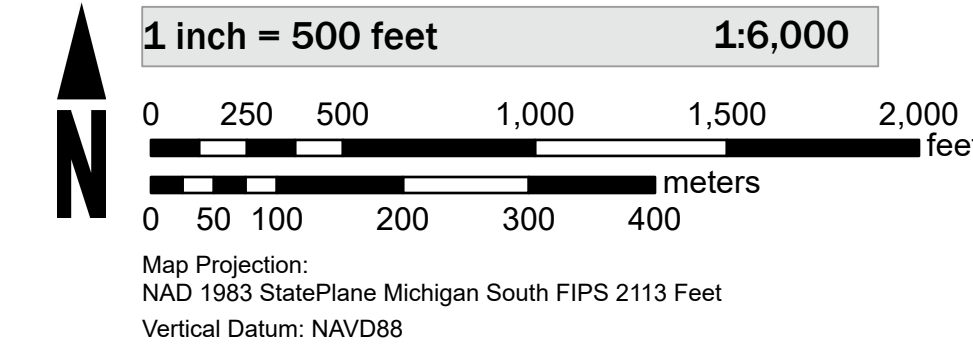 1 inch = 500 feet 1:6,000
0 250 500 1,000 1,500 2,000
feet
meters
0 50 100 200 300 400
N
Map Projection:
NAD 1983 StatePlane Michigan South FIPS 2113 Feet
Vertical Datum: NAVD88